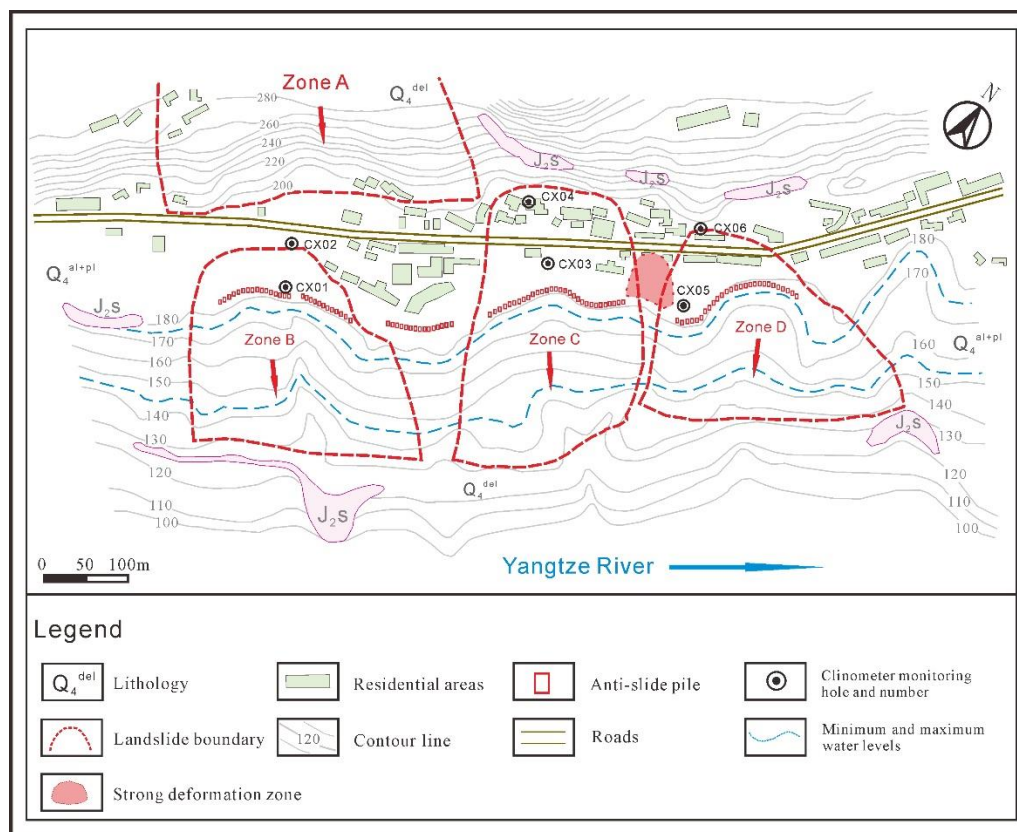 Zone A
Q₄ᵈᵉˡ
N
280
260
240
220
200
J₂S
J₂S
J₂S
CX04
CX02
CX06
CX03
180
170
Q₄ᵃˡ⁺ᵖˡ
CX01
CX05
J₂S
180
170
160
150
140
130
120
110
100
Zone B
Zone C
Zone D
160
150
140
130
120
110
100
Q₄ᵃˡ⁺ᵖˡ
J₂S
Q₄ᵈᵉˡ
J₂S
0 50 100m
Yangtze River
Legend
Q₄ᵈᵉˡ Lithology
Residential areas
Anti-slide pile
Clinometer monitoring
hole and number
Landslide boundary
120 Contour line
Roads
Minimum and maximum
water levels
Strong deformation zone